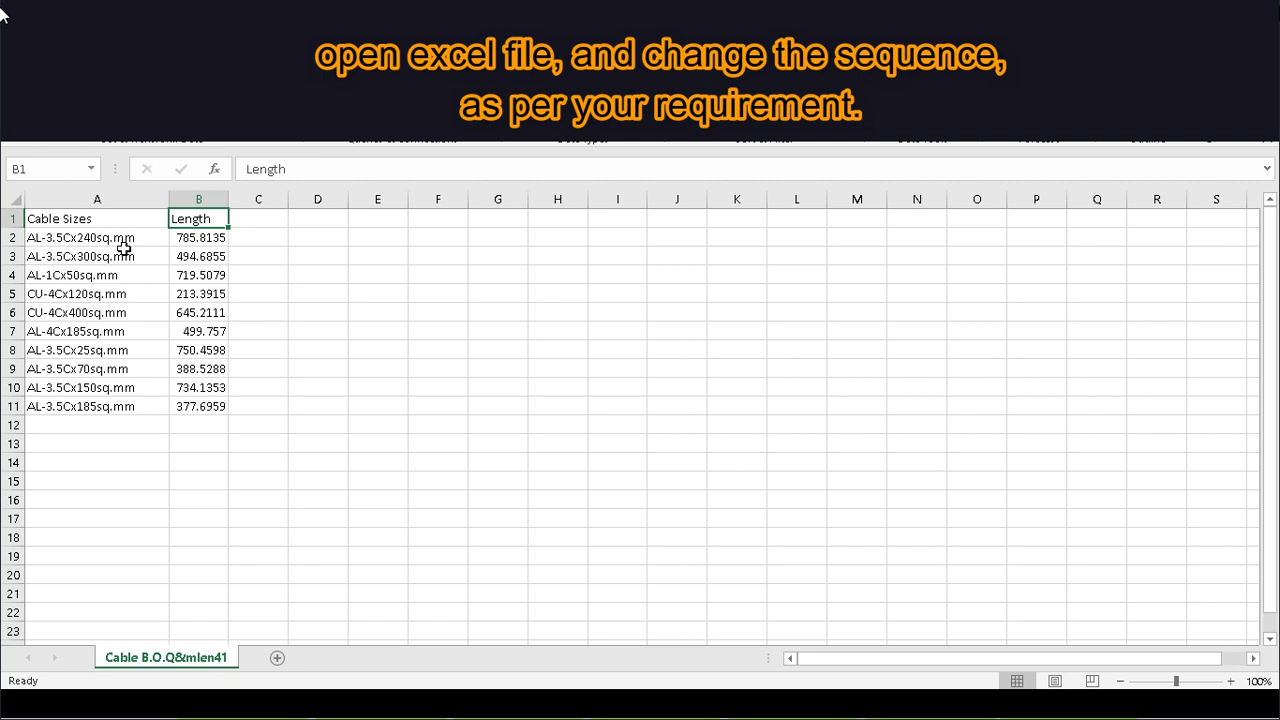 open excel file, and change the sequence,
as per your requirement.
B1 fx Length
A B C D E F G H I J K L M N O P Q R S
1 Cable Sizes Length
2 AL-3.5Cx240sq.mm 785.8135
3 AL-3.5Cx300sq.mm 494.6855
4 AL-1Cx50sq.mm 719.5079
5 CU-4Cx120sq.mm 213.3915
6 CU-4Cx400sq.mm 645.2111
7 AL-4Cx185sq.mm 499.757
8 AL-3.5Cx25sq.mm 750.4598
9 AL-3.5Cx70sq.mm 388.5288
10 AL-3.5Cx150sq.mm 734.1353
11 AL-3.5Cx185sq.mm 377.6959
12
13
14
15
16
17
18
19
20
21
22
23
Cable B.O.Q&mlen41
Ready 100%